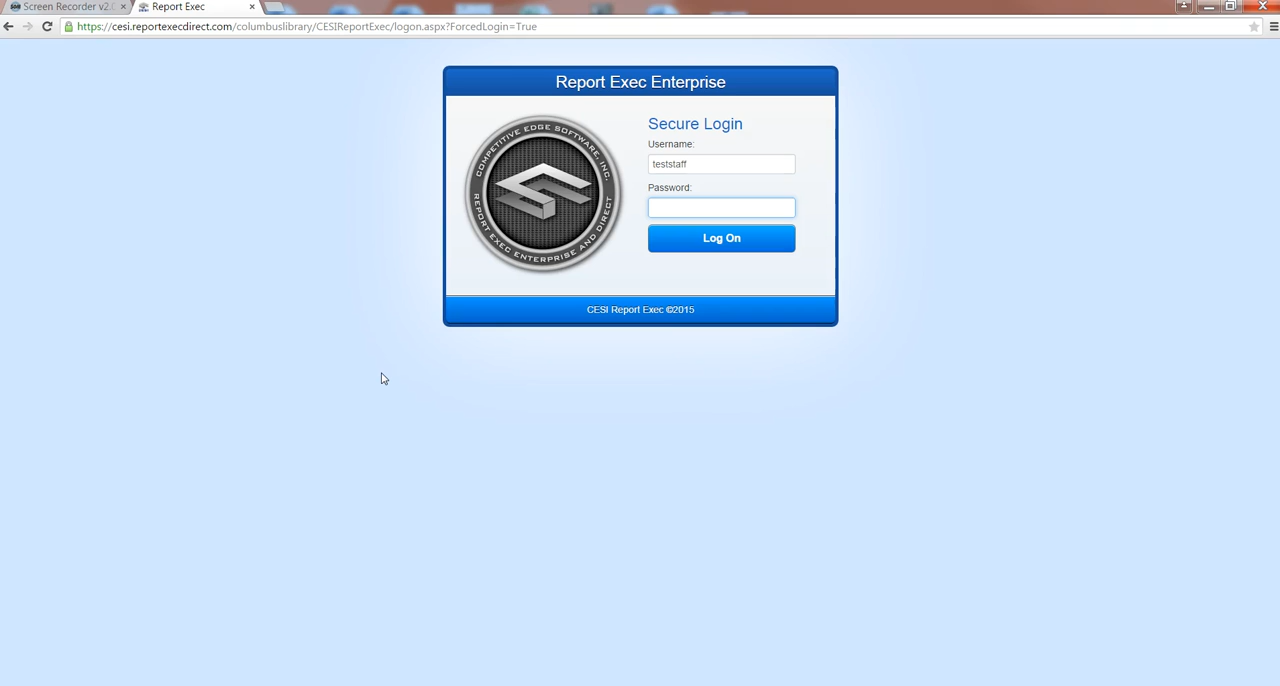 Screen Recorder v2.
Report Exec
https://cesi.reportexecdirect.com/columbuslibrary/CESIReportExec/logon.aspx?ForcedLogin=True
Report Exec Enterprise
COMPETITIVE EDGE SOFTWARE, INC.
REPORT EXEC ENTERPRISE AND DIRECT
Secure Login
Username:
teststaff
Password:
Log On
CESI Report Exec ©2015